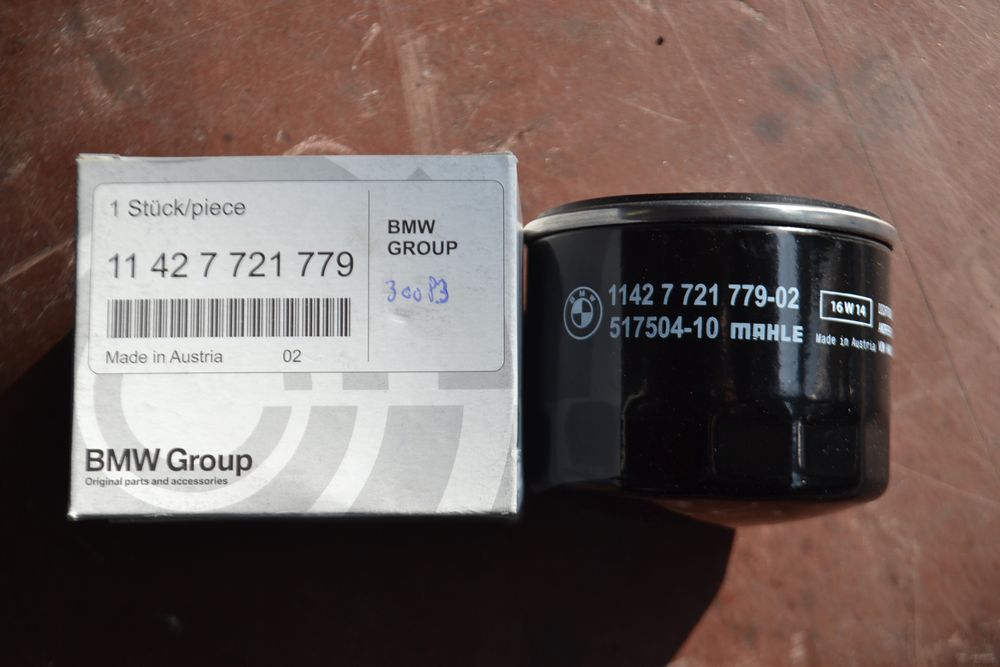 1 Stück/piece
11 42 7 721 779
Made in Austria 02
BMW
GROUP
BMW Group
Original parts and accessories
BMW
1142 7 721 779-02
517504-10 MAHLE
16W14
Made in Austria